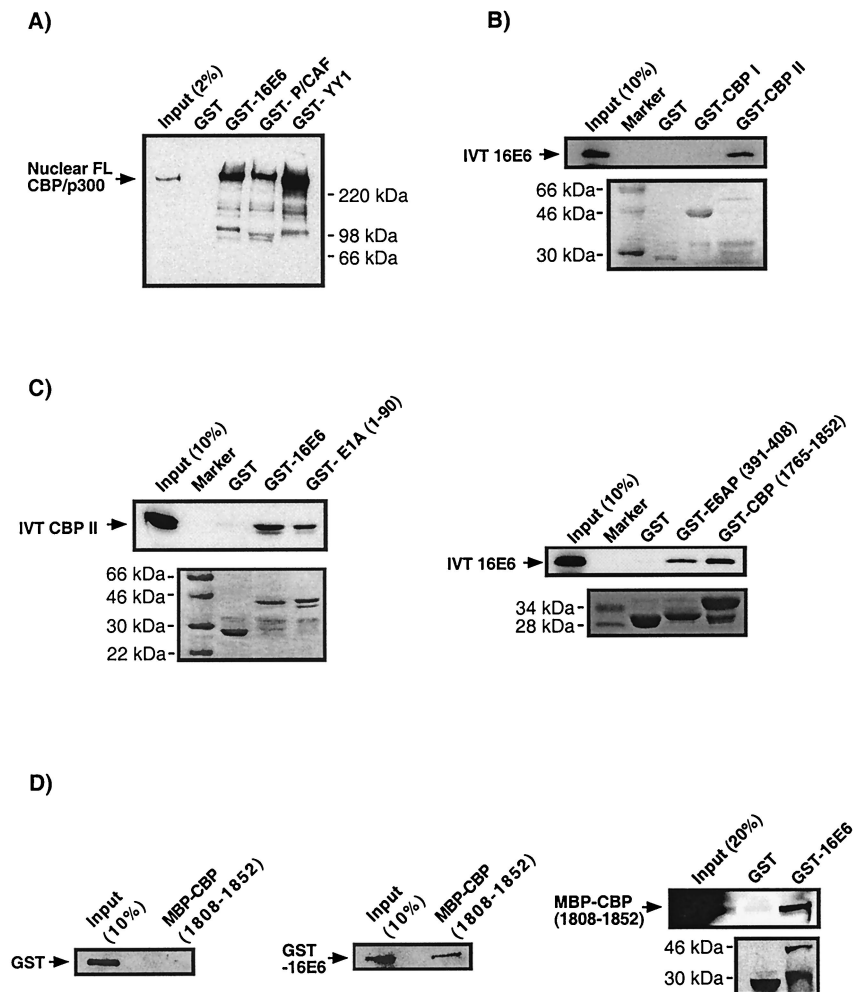 A)
Input (2%)
GST
GST-16E6
GST- P/CAF
GST- YY1
Nuclear FL
CBP/p300
220 kDa
98 kDa
66 kDa
B)
Input (10%)
Marker
GST
GST-CBP I
GST-CBP II
IVT 16E6
66 kDa-
46 kDa-
30 kDa-
C)
Input (10%)
Marker
GST
GST-16E6
GST- E1A (1-90)
IVT CBP II
66 kDa-
46 kDa-
30 kDa-
22 kDa-
Input (10%)
Marker
GST
GST-E6AP (391-408)
GST-CBP (1765-1852)
IVT 16E6
34 kDa-
28 kDa-
D)
Input
(10%)
MBP-CBP
(1808-1852)
GST
Input
(10%)
MBP-CBP
(1808-1852)
GST
-16E6
Input (20%)
GST
GST-16E6
MBP-CBP
(1808-1852)
46 kDa-
30 kDa-